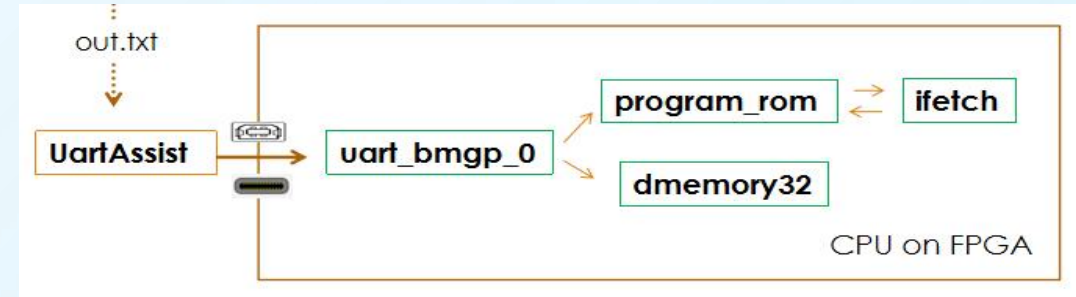 out.txt
UartAssist
uart_bmgp_0
program_rom
ifetch
dmemory32
CPU on FPGA